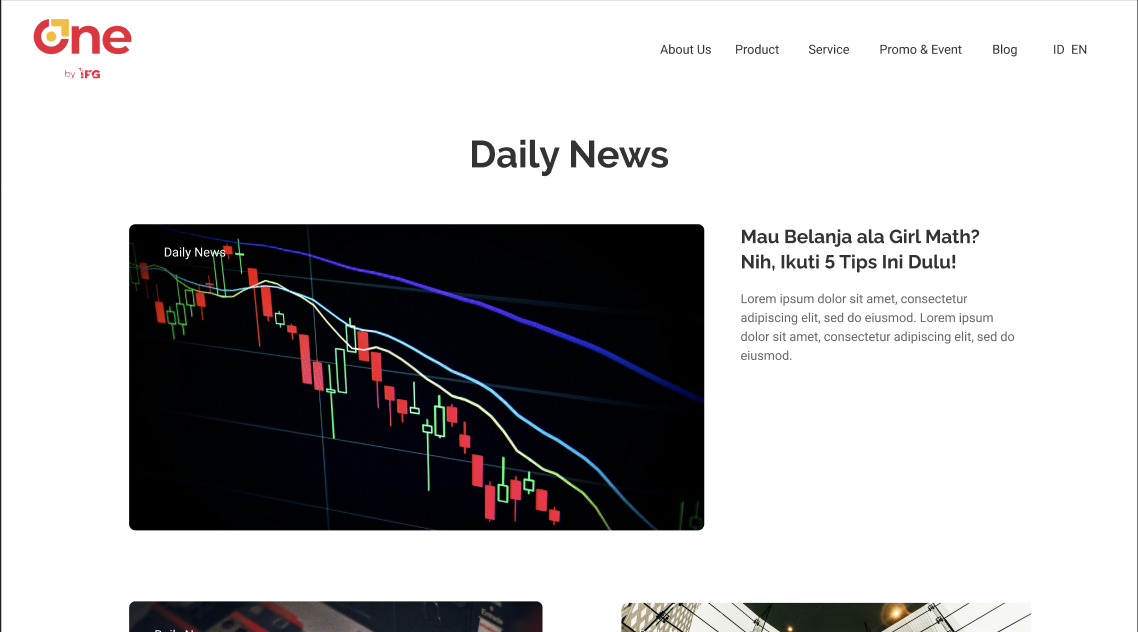 One
by IFG
About Us Product Service Promo & Event Blog ID EN
Daily News
Daily News
Mau Belanja ala Girl Math?
Nih, Ikuti 5 Tips Ini Dulu!
Lorem ipsum dolor sit amet, consectetur
adipiscing elit, sed do eiusmod. Lorem ipsum
dolor sit amet, consectetur adipiscing elit, sed do
eiusmod.